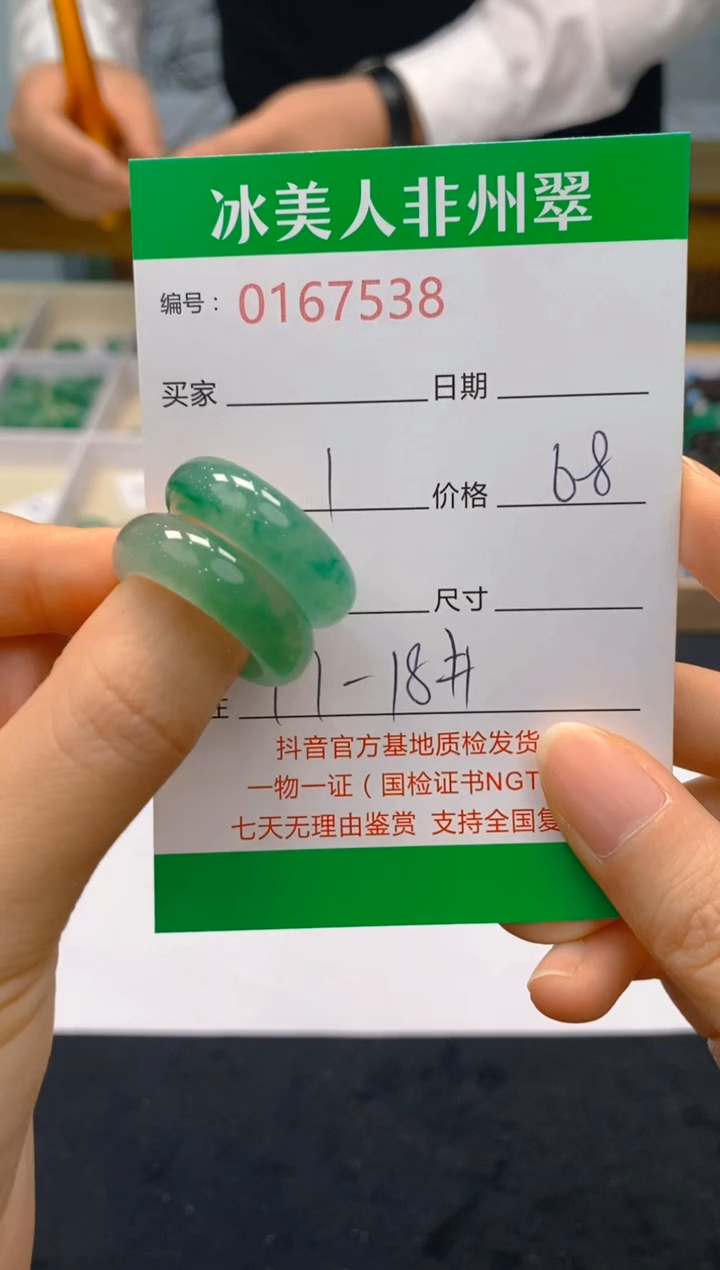 冰美人非州翠
编号：0167538
买家 日期
1 价格 68
尺寸
11-18#
抖音官方基地质检发货
一物一证（国检证书NGT
七天无理由鉴赏 支持全国复